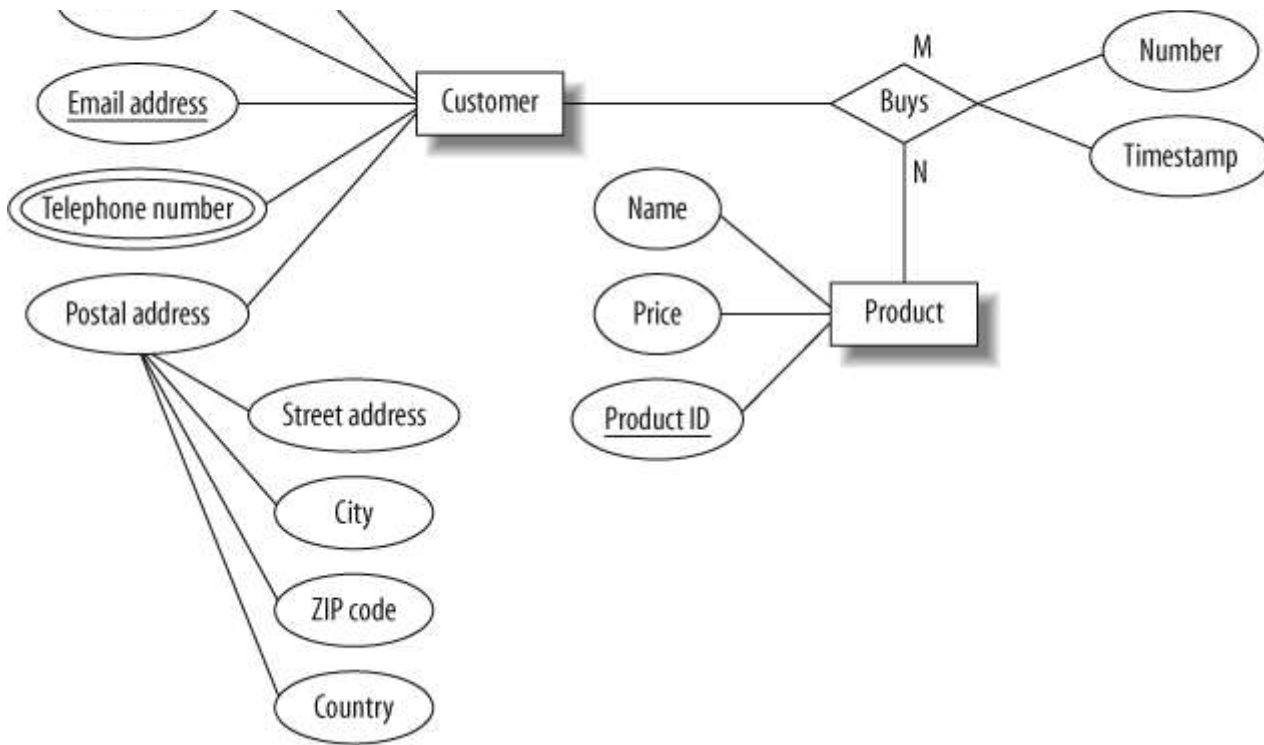 M
Number
Email address
Customer
Buys
Timestamp
N
Telephone number
Name
Postal address
Price
Product
Street address
Product ID
City
ZIP code
Country